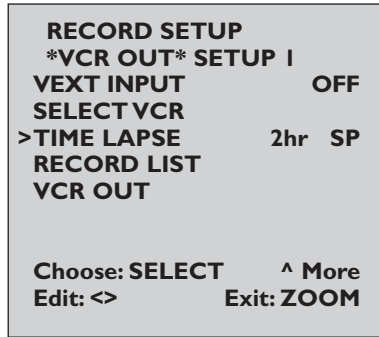 RECORD SETUP
*VCR OUT* SETUP 1
VEXT INPUT OFF
SELECT VCR
>TIME LAPSE 2hr SP
RECORD LIST
VCR OUT
Choose: SELECT ^ More
Edit: <> Exit: ZOOM